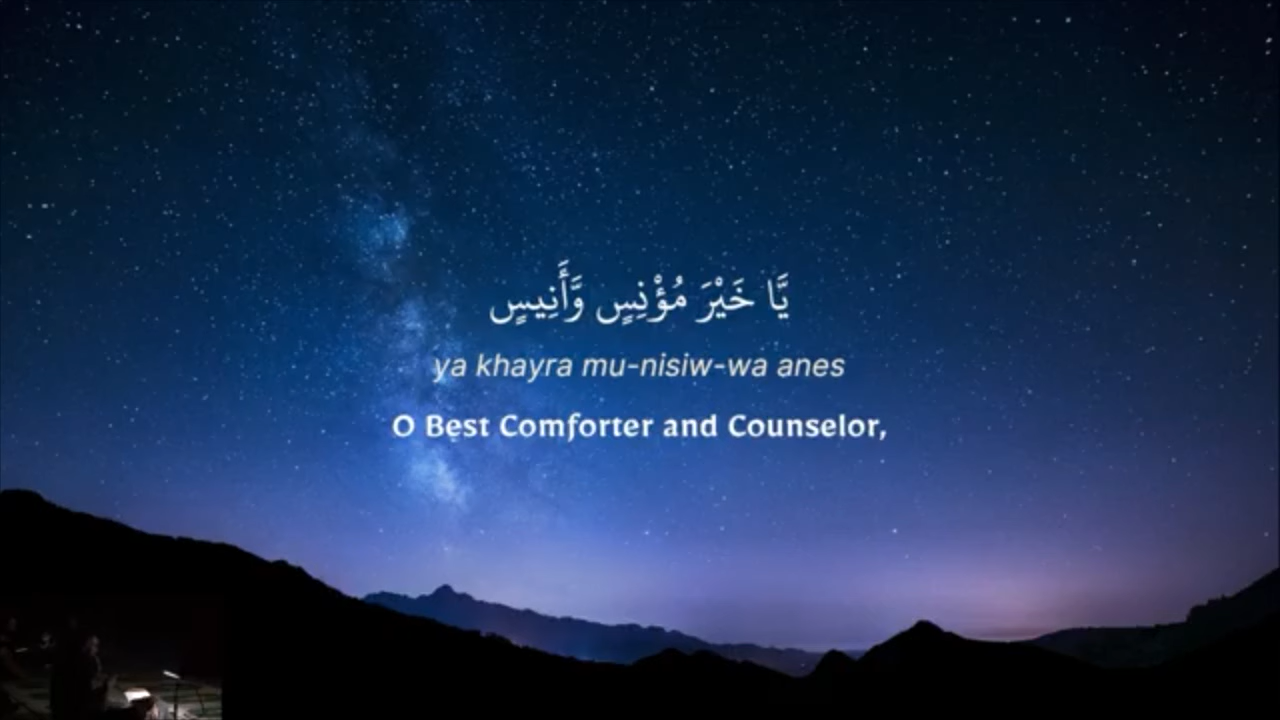 يَّا خَيْرَ مُؤْنِسٍ وَّأَنِيسٍ
ya khayra mu-nisiw-wa anes
O Best Comforter and Counselor,